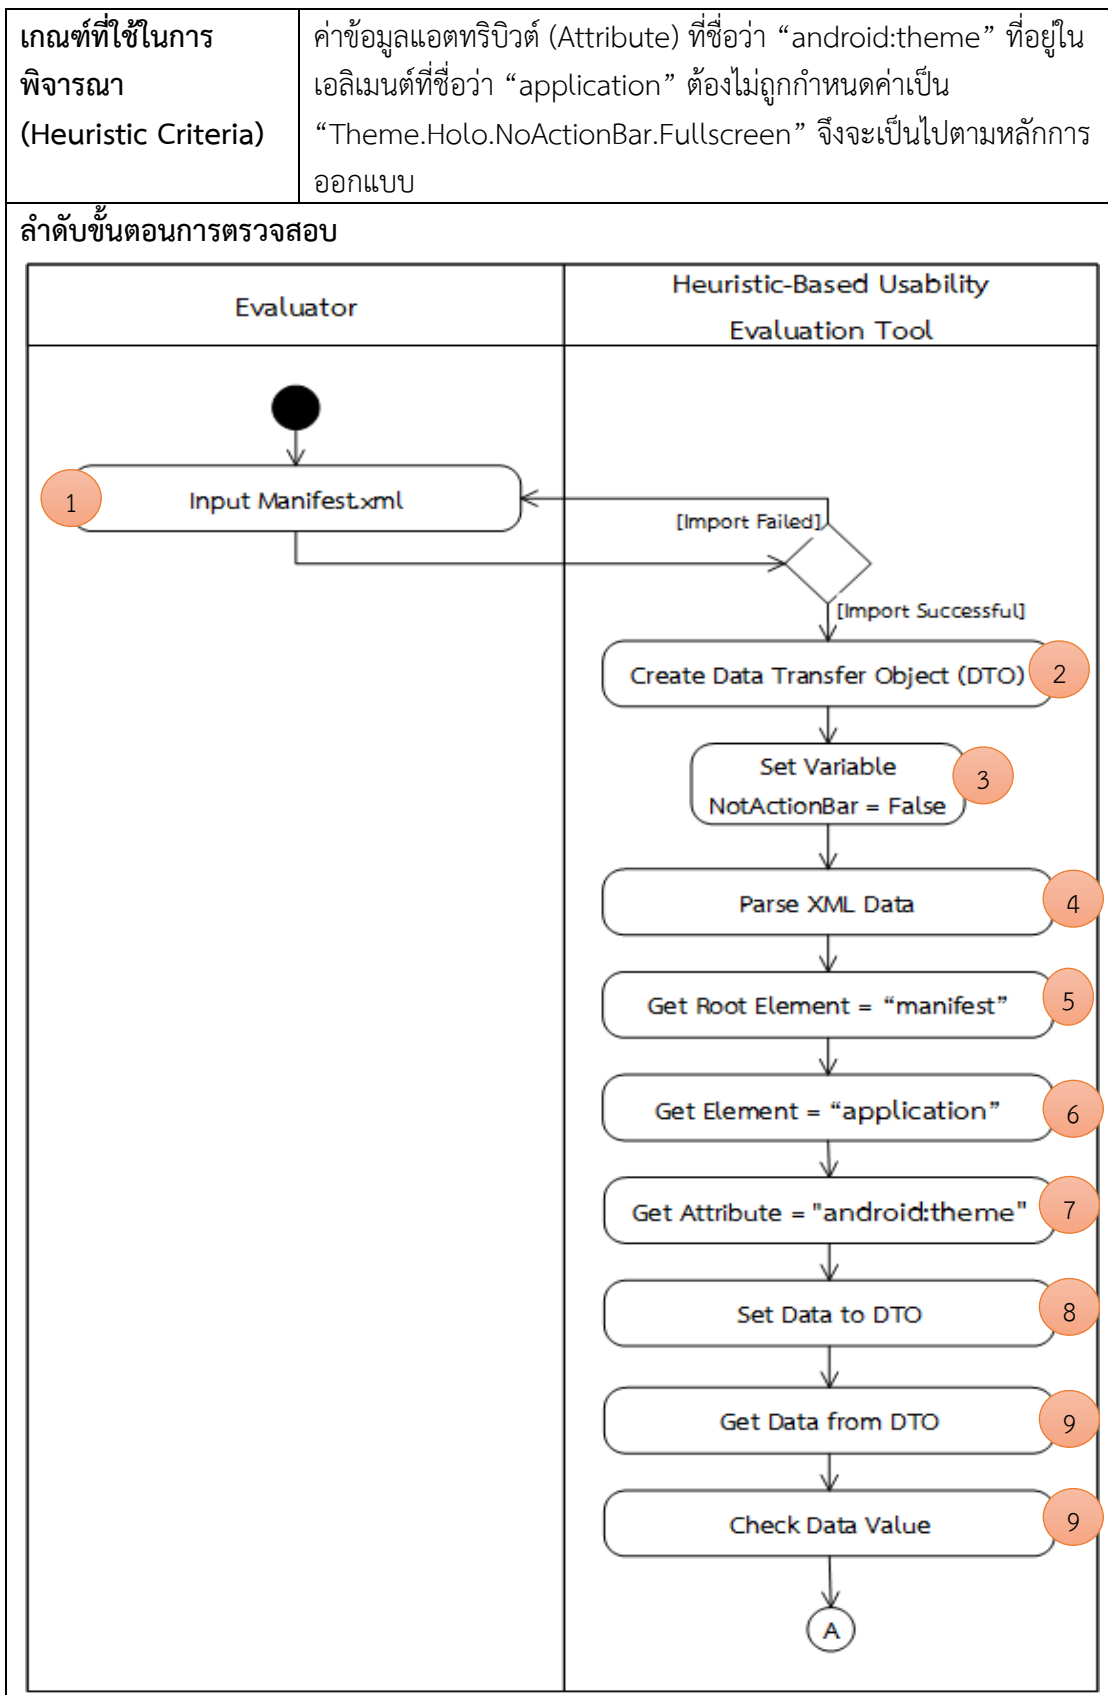 เกณฑ์ที่ใช้ในการ
พิจารณา
(Heuristic Criteria)
ค่าข้อมูลแอตทริบิวต์ (Attribute) ที่ชื่อว่า “android:theme” ที่อยู่ใน
เอลิเมนต์ที่ชื่อว่า “application” ต้องไม่ถูกกำหนดค่าเป็น
“Theme.Holo.NoActionBar.Fullscreen” จึงจะเป็นไปตามหลักการ
ออกแบบ
ลำดับขั้นตอนการตรวจสอบ
Evaluator
Heuristic-Based Usability
Evaluation Tool
1
Input Manifest.xml
[Import Failed]
[Import Successful]
Create Data Transfer Object (DTO)
2
Set Variable
NotActionBar = False
3
Parse XML Data
4
Get Root Element = “manifest”
5
Get Element = “application”
6
Get Attribute = "android:theme"
7
Set Data to DTO
8
Get Data from DTO
9
Check Data Value
9
A